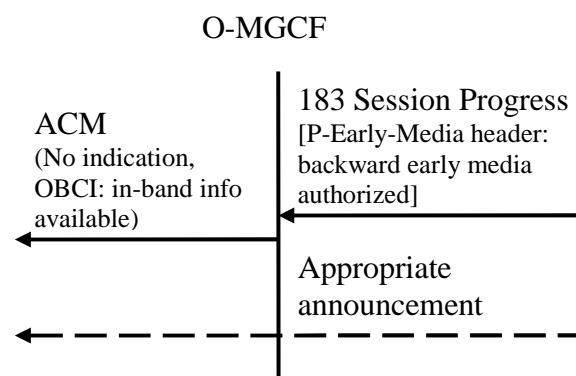 O-MGCF
ACM
(No indication,
OBCI: in-band info
available)
183 Session Progress
[P-Early-Media header:
backward early media
authorized]
Appropriate
announcement